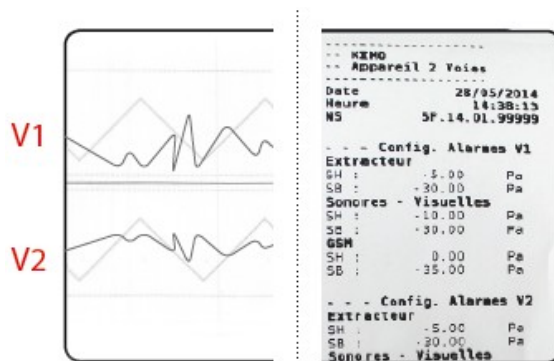 V1
V2
- - - - - - - - - - - - - - - - -
-- KIMO
-- Appareil 2 Voies
- - - - - - - - - - - - - - - - -
Date 28/05/2014
Heure 14:38:13
NS 5P.14.01.99999
- - - Config. Alarmes V1
Extracteur
SH : -5.00 Pa
SB : -30.00 Pa
Sonores - Visuelles
SH : -10.00 Pa
SB : -30.00 Pa
GSM
SH : 0.00 Pa
SB : -35.00 Pa
- - - Config. Alarmes V2
Extracteur
SH : -5.00 Pa
SB : -30.00 Pa
Sonores - Visuelles